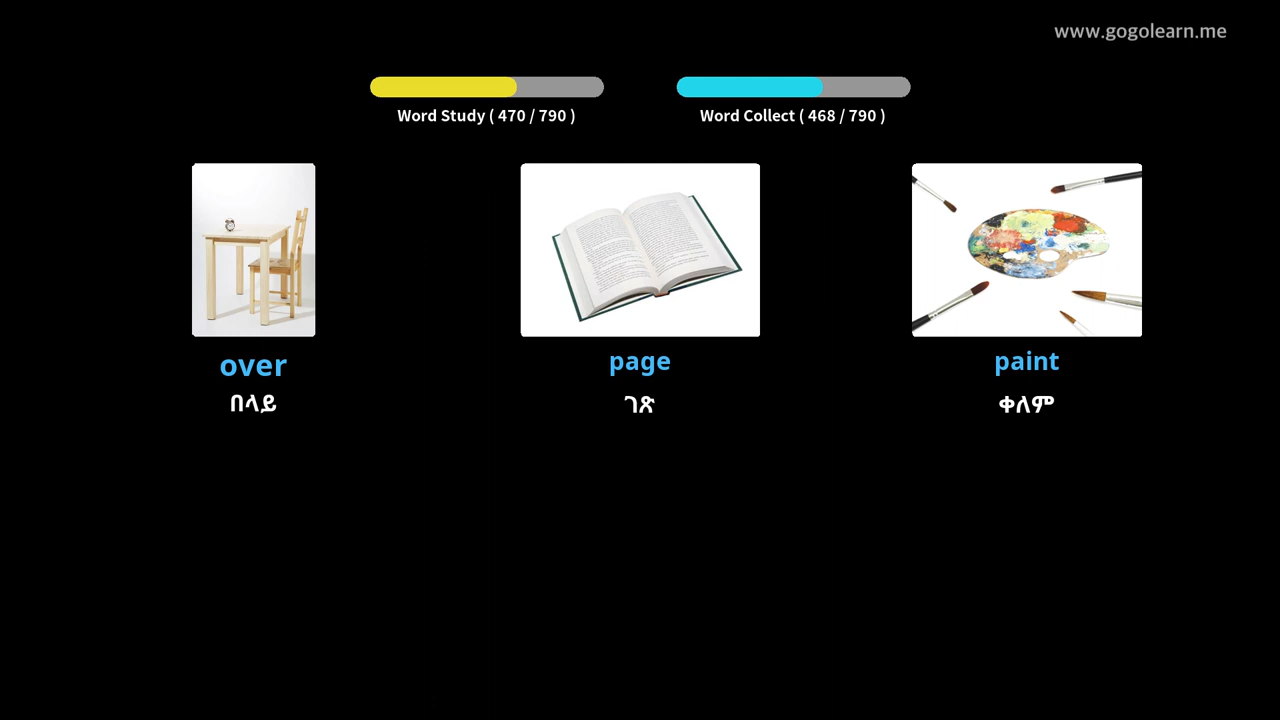 www.gogolearn.me
Word Study ( 470 / 790 )
Word Collect ( 468 / 790 )
over
page
paint
በላይ
ገጽ
ቀለም